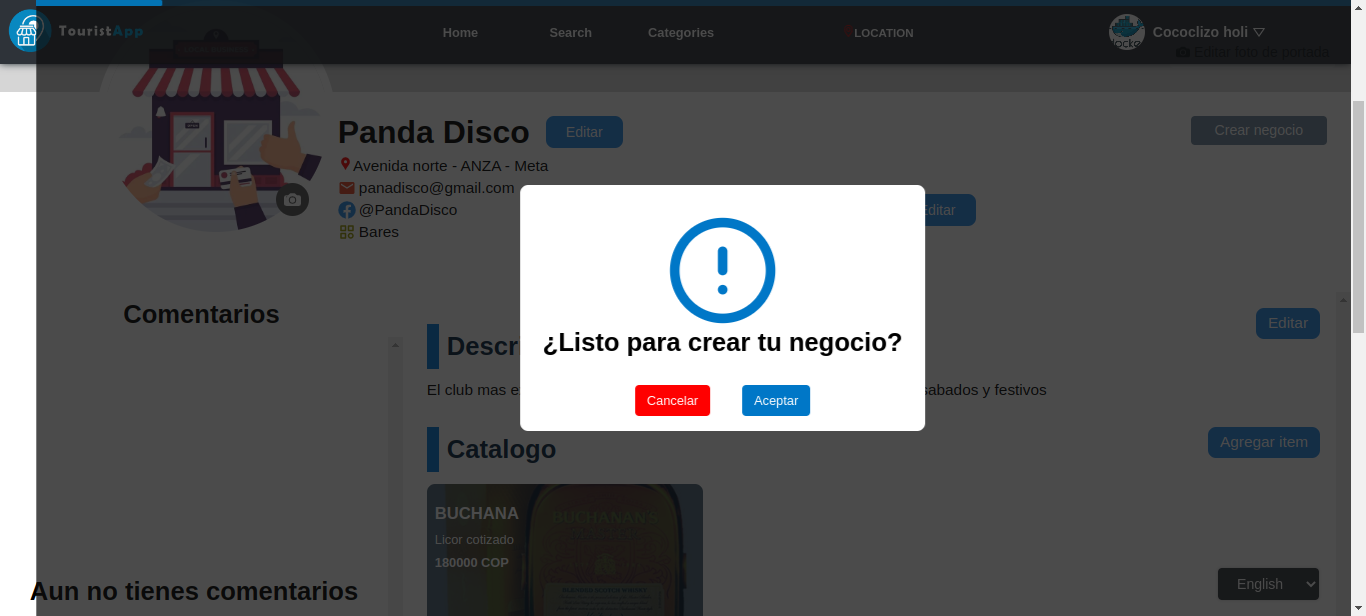 TouristApp
Home
Search
Categories
LOCATION
Cococlizo holi
Editar foto de portada
Panda Disco
Editar
Crear negocio
Avenida norte - ANZA - Meta
panadisco@gmail.com
@PandaDisco
Editar
Bares
Comentarios
Editar
Descri
¿Listo para crear tu negocio?
El club mas e
sabados y festivos
Cancelar
Aceptar
Catalogo
Agregar item
BUCHANA
BUCHANAN'S
Licor cotizado
180000 COP
Aun no tienes comentarios
English